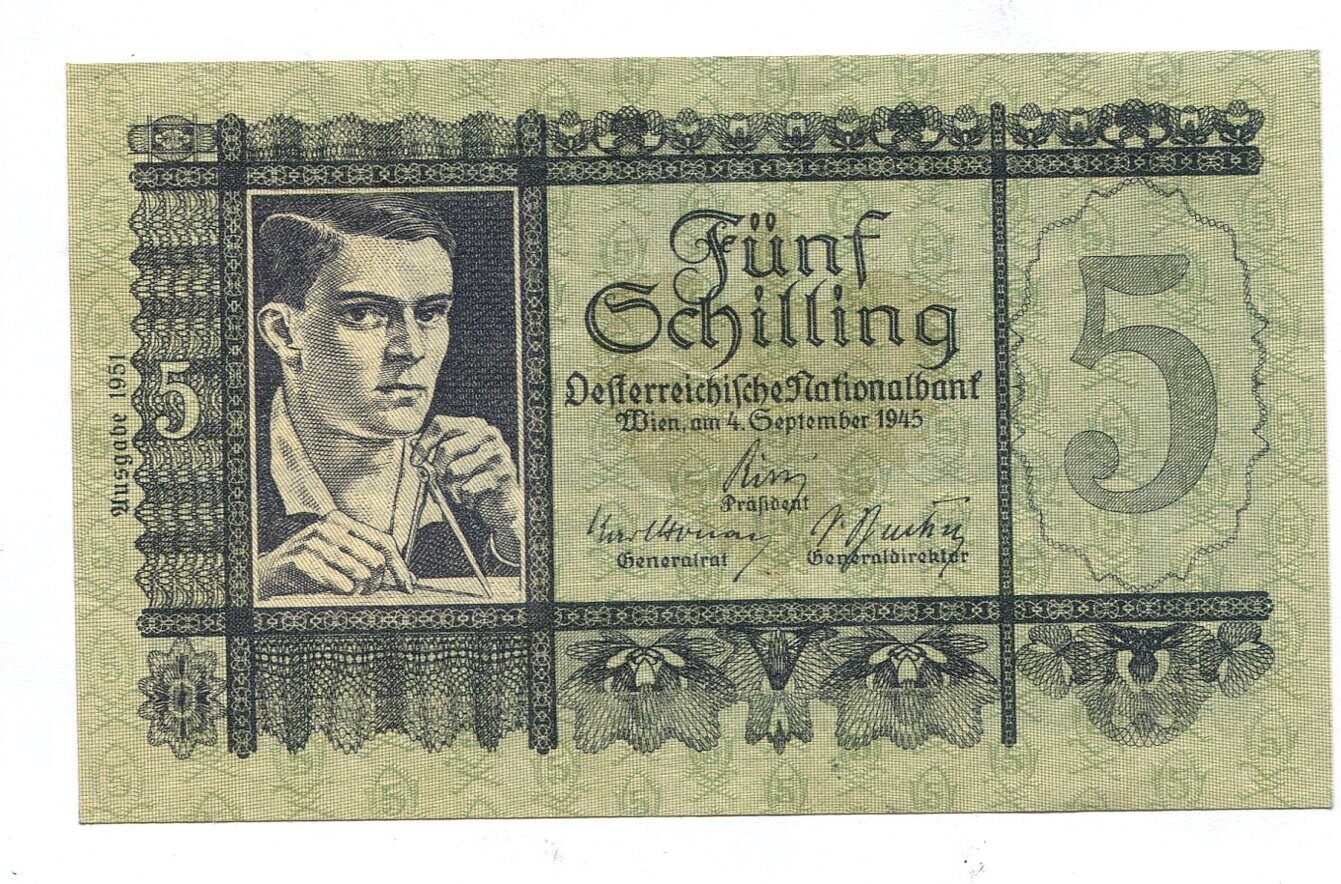 Ausgabe 1951
5
Fünf
Schilling
Oesterreichische Nationalbank
Wien, am 4. September 1945
Präsident
Generalrat
Generaldirektor
5